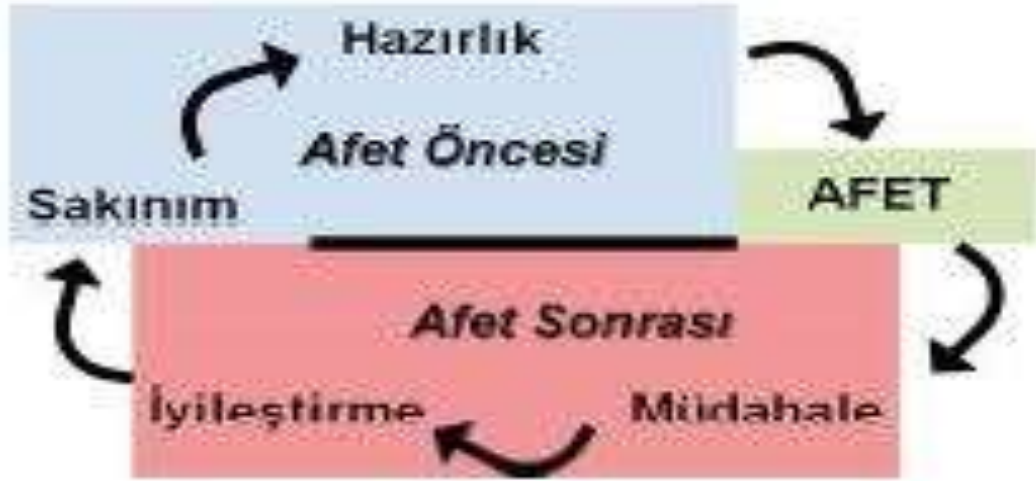 Hazırlık
Afet Öncesi
Sakınım
AFET
Afet Sonrası
İyileştirme
Müdahale